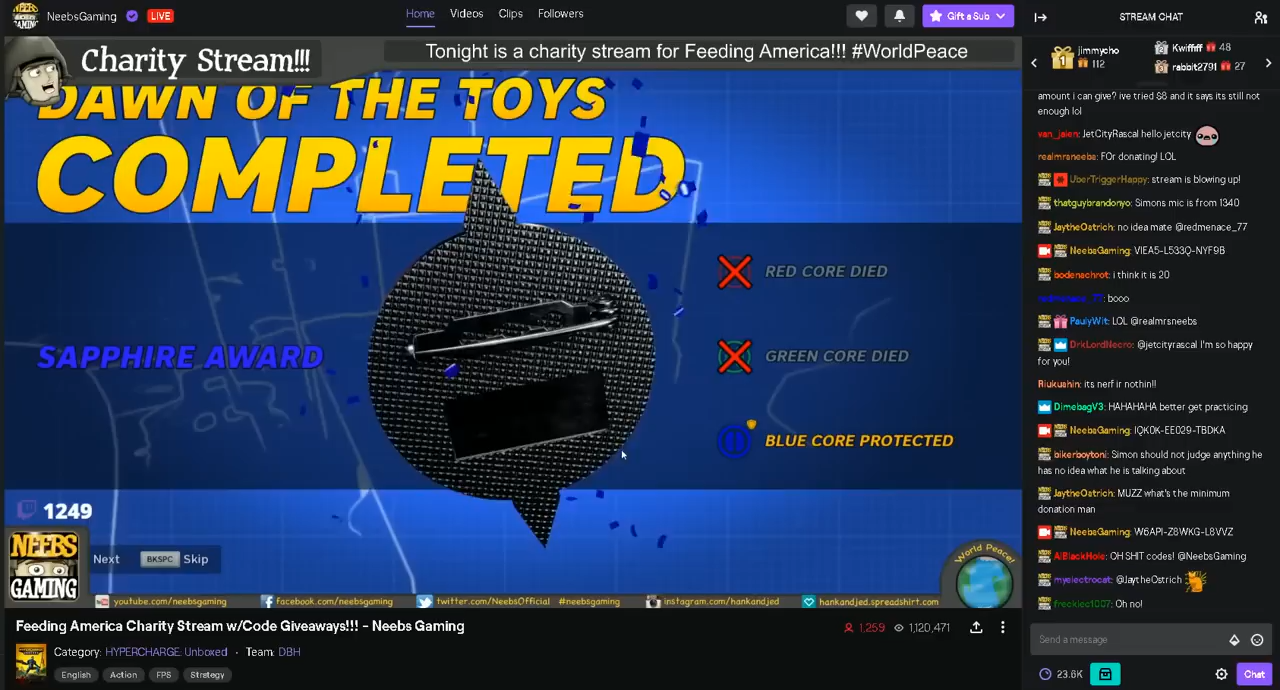 NeebsGaming LIVE
Home Videos Clips Followers
Gift a Sub
STREAM CHAT
Charity Stream!!!
Tonight is a charity stream for Feeding America!!! #WorldPeace
1 jimmycho 112
Kwifffff 48
rabbit2791 27
DAWN OF THE TOYS
COMPLETED
SAPPHIRE AWARD
RED CORE DIED
GREEN CORE DIED
BLUE CORE PROTECTED
1249
NEEBS
GAMING
Next BKSPC Skip
World Peace!
youtube.com/neebsgaming facebook.com/neebsgaming twitter.com/NeebsOfficial #neebsgaming instagram.com/hankandjed hankandjed.spreadshirt.com
Feeding America Charity Stream w/Code Giveaways!!! - Neebs Gaming
1,259 1,120,471
Category: HYPERCHARGE: Unboxed · Team: DBH
English Action FPS Strategy
amount i can give? ive tried $8 and it says its still not
enough lol
van_jalen: JetCityRascal hello jetcity
realmrsneebs: FOr donating! LOL
UberTriggerHappy: stream is blowing up!
thatguybrandonyo: Simons mic is from 1340
JaytheOstrich: no idea mate @redmenace_77
NeebsGaming: VIEA5-L533Q-NYF9B
bodenachrot: i think it is 20
redmenace_77: booo
PaulyWit: LOL @realmrsneebs
DrkLordNecro: @jetcityrascal I'm so happy
for you!
Riukushin: its nerf ir nothin!!
DimebagV3: HAHAHAHA better get practicing
NeebsGaming: IQK0K-EE029-TBDKA
bikerboytoni: Simon should not judge anything he
has no idea what he is talking about
JaytheOstrich: MUZZ what's the minimum
donation man
NeebsGaming: W6API-Z8WKG-L8VVZ
AlBlackHole: OH SHIT codes! @NeebsGaming
myelectrocat: @JaytheOstrich
freckles1007: Oh no!
Send a message
23.6K
Chat